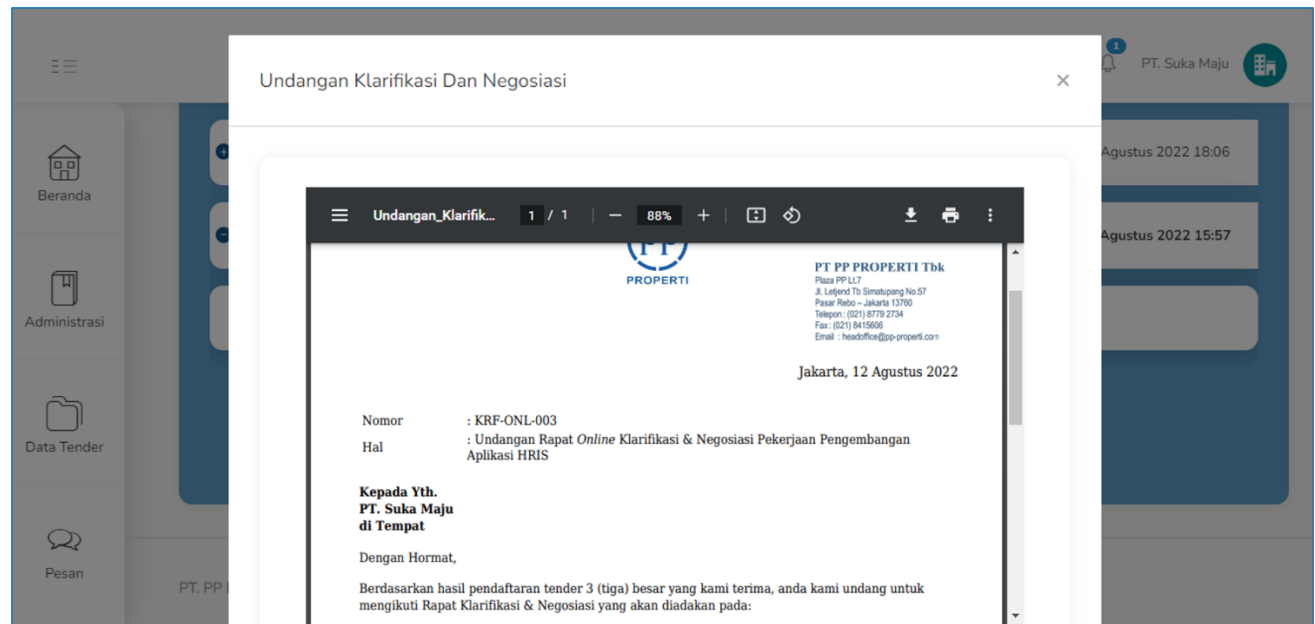 Undangan Klarifikasi Dan Negosiasi
×
1
PT. Suka Maju
Beranda
Administrasi
Data Tender
Pesan
Agustus 2022 18:06
Agustus 2022 15:57
Undangan_Klarifik...
1 / 1
88%
PP
PROPERTI
PT PP PROPERTI Tbk
Plaza PP Lt.7
Jl. Letjend Tb Simatupang No.57
Pasar Rebo – Jakarta 13760
Telepon : (021) 8779 2734
Fax : (021) 8415606
Email : headoffice@pp-properti.com
Jakarta, 12 Agustus 2022
Nomor : KRF-ONL-003
Hal : Undangan Rapat Online Klarifikasi & Negosiasi Pekerjaan Pengembangan
Aplikasi HRIS
Kepada Yth.
PT. Suka Maju
di Tempat
Dengan Hormat,
Berdasarkan hasil pendaftaran tender 3 (tiga) besar yang kami terima, anda kami undang untuk
mengikuti Rapat Klarifikasi & Negosiasi yang akan diadakan pada:
PT. PP